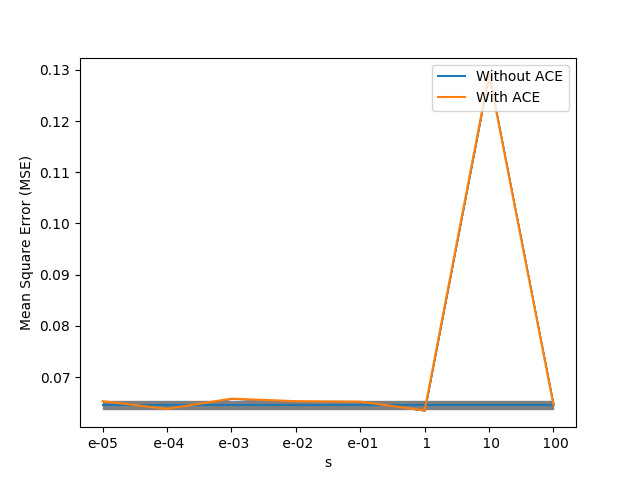 Without ACE
With ACE
0.13
0.12
0.11
0.10
0.09
0.08
0.07
Mean Square Error (MSE)
e-05 e-04 e-03 e-02 e-01 1 10 100
s